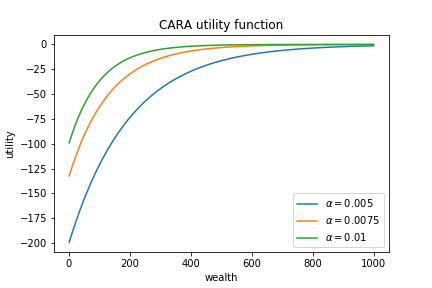 CARA utility function
utility
0
−25
−50
−75
−100
−125
−150
−175
−200
α = 0.005
α = 0.0075
α = 0.01
0 200 400 600 800 1000
wealth